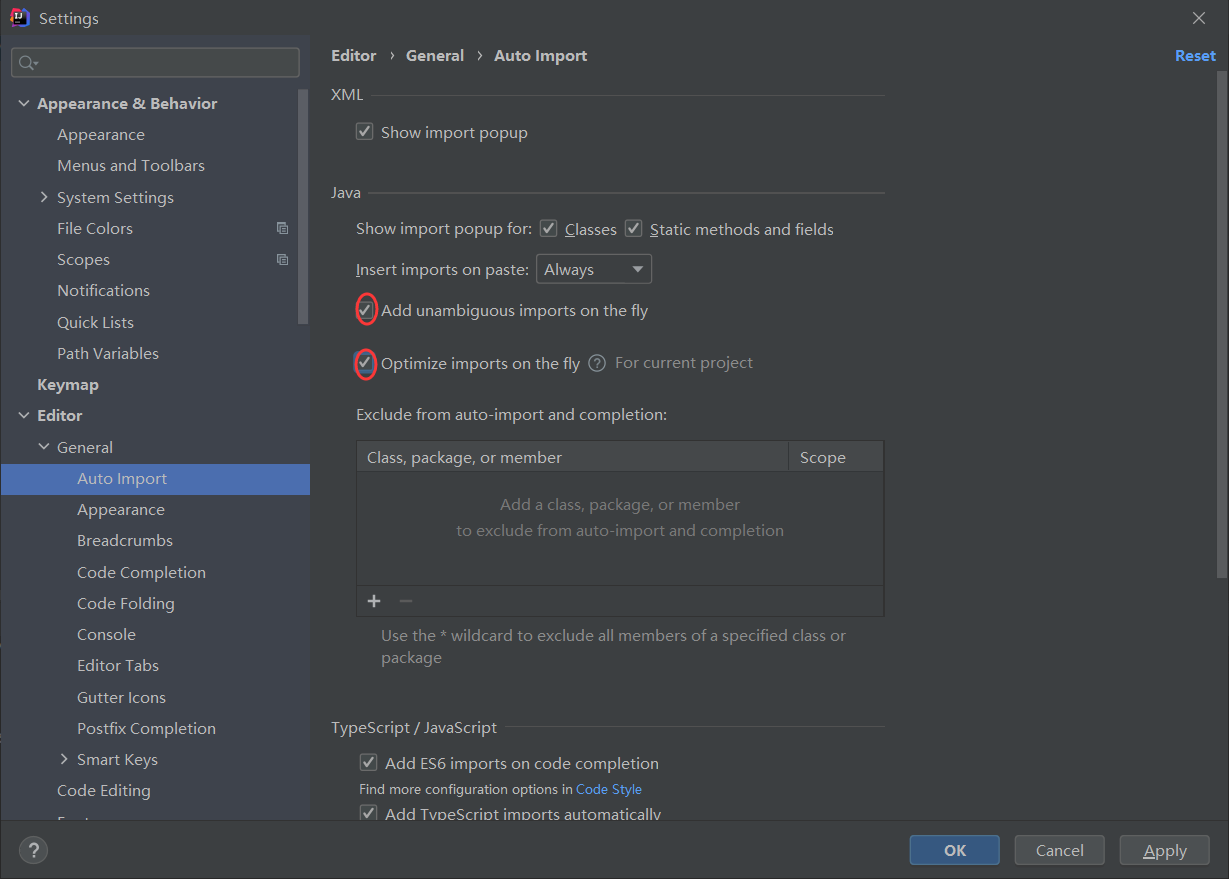 Settings
Editor › General › Auto Import
Reset
Appearance & Behavior
Appearance
Menus and Toolbars
System Settings
File Colors
Scopes
Notifications
Quick Lists
Path Variables
Keymap
Editor
General
Auto Import
Appearance
Breadcrumbs
Code Completion
Code Folding
Console
Editor Tabs
Gutter Icons
Postfix Completion
Smart Keys
Code Editing
XML
Show import popup
Java
Show import popup for: Classes Static methods and fields
Insert imports on paste: Always
Add unambiguous imports on the fly
Optimize imports on the fly ? For current project
Exclude from auto-import and completion:
Class, package, or member Scope
Add a class, package, or member
to exclude from auto-import and completion
Use the * wildcard to exclude all members of a specified class or
package
TypeScript / JavaScript
Add ES6 imports on code completion
Find more configuration options in Code Style
Add TypeScript imports automatically
? OK Cancel Apply